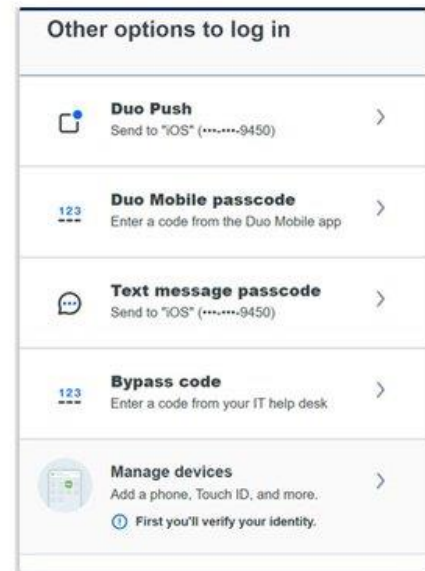 Other options to log in
Duo Push
Send to "iOS" (•••-•••-9450)
123
Duo Mobile passcode
Enter a code from the Duo Mobile app
Text message passcode
Send to "iOS" (•••-•••-9450)
123
Bypass code
Enter a code from your IT help desk
Manage devices
Add a phone, Touch ID, and more.
First you'll verify your identity.